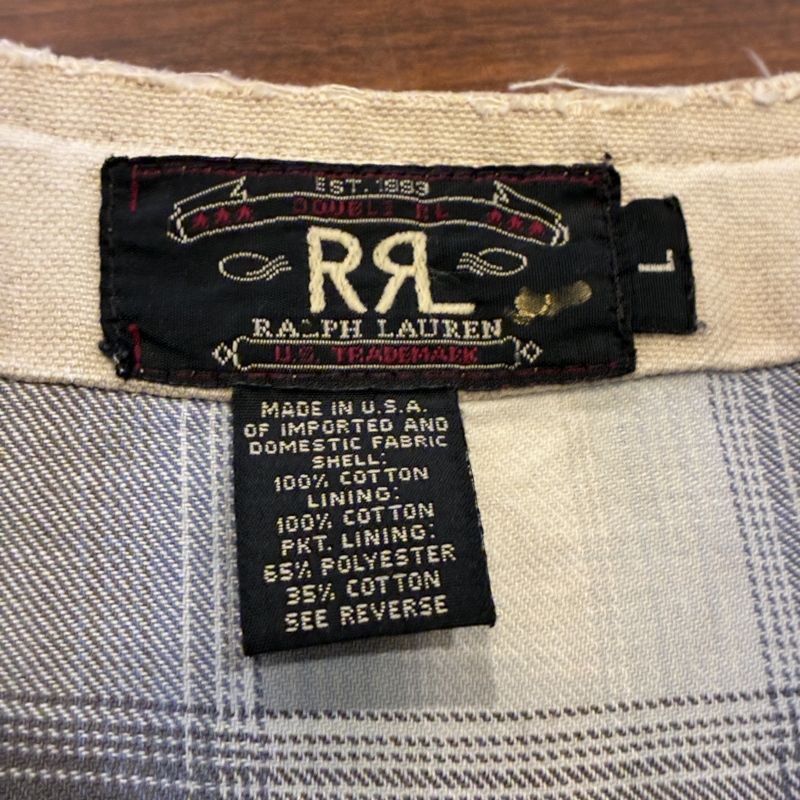 EST. 1993
DOUBLE RL
RRL
RALPH LAUREN
U.S. TRADEMARK
L
MADE IN U.S.A.
OF IMPORTED AND
DOMESTIC FABRIC
SHELL:
100% COTTON
LINING:
100% COTTON
PKT. LINING:
65% POLYESTER
35% COTTON
SEE REVERSE